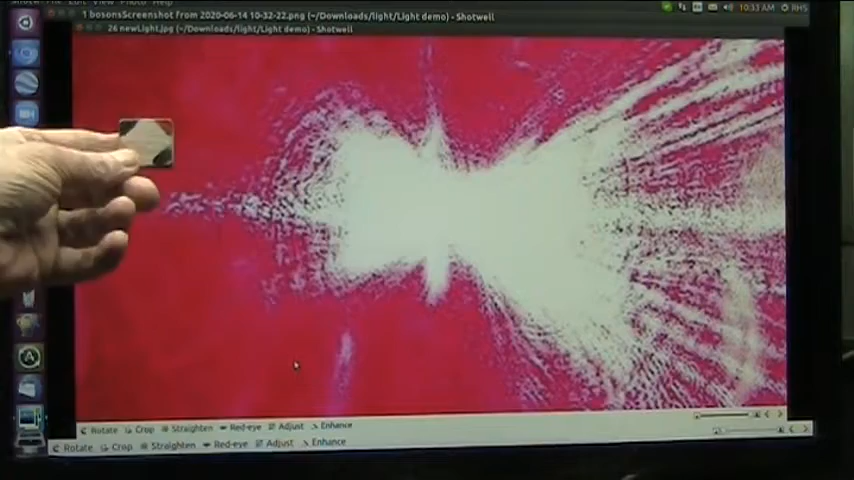 1 bosonsScreenshot from 2020-06-14 10-32-22.png (~/Downloads/light/Light demo) - Shotwell
10:33 AM RHS
26 newLight.jpg (~/Downloads/light/Light demo) - Shotwell
Rotate Crop Straighten Red-eye Adjust Enhance
Rotate Crop Straighten Red-eye Adjust Enhance